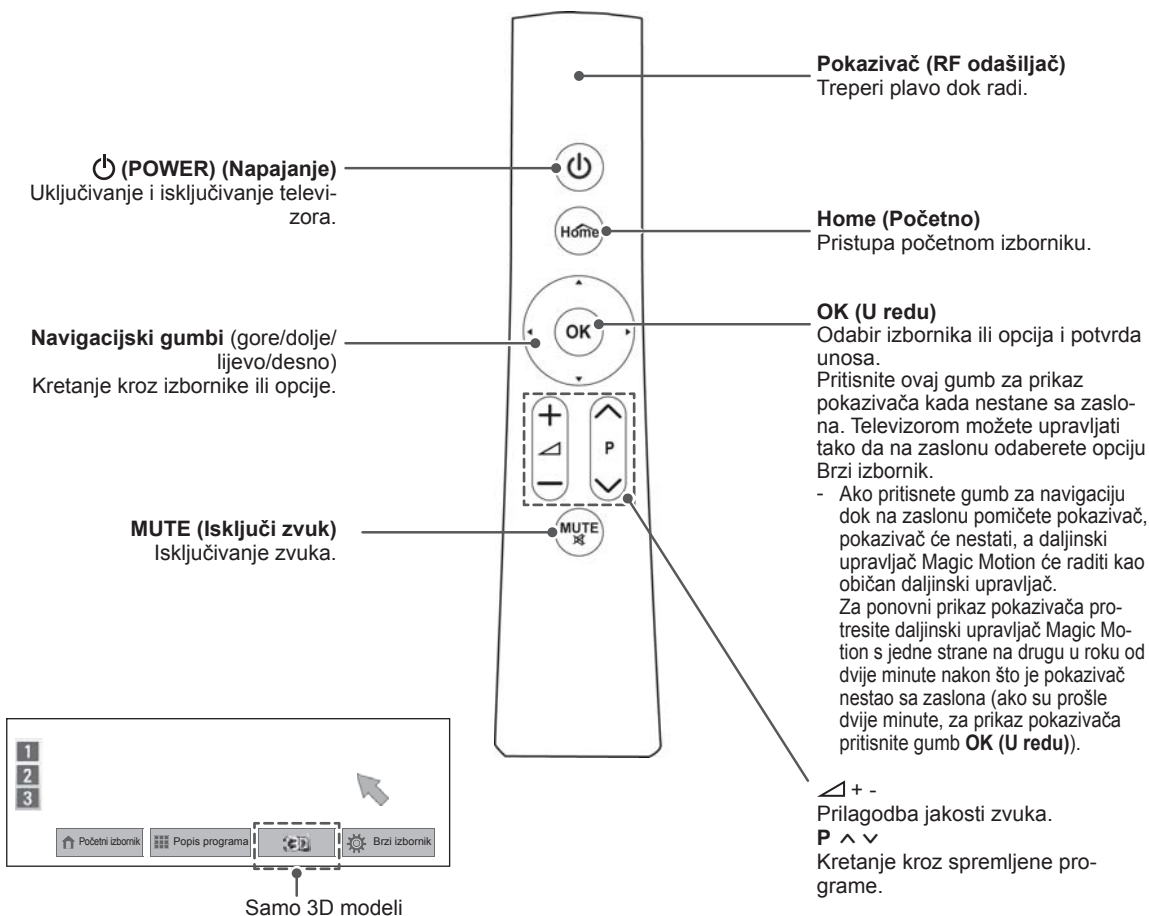 Pokazivač (RF odašiljač)
Treperi plavo dok radi.
(POWER) (Napajanje)
Uključivanje i isključivanje televi-
zora.
Home (Početno)
Pristupa početnom izborniku.
Navigacijski gumbi (gore/dolje/
lijevo/desno)
Kretanje kroz izbornike ili opcije.
OK (U redu)
Odabir izbornika ili opcija i potvrda
unosa.
Pritisnite ovaj gumb za prikaz
pokazivača kada nestane sa zaslo-
na. Televizorom možete upravljati
tako da na zaslonu odaberete opciju
Brzi izbornik.
- Ako pritisnete gumb za navigaciju
dok na zaslonu pomičete pokazivač,
pokazivač će nestati, a daljinski
upravljač Magic Motion će raditi kao
običan daljinski upravljač.
Za ponovni prikaz pokazivača pro-
tresite daljinski upravljač Magic Mo-
tion s jedne strane na drugu u roku od
dvije minute nakon što je pokazivač
nestao sa zaslona (ako su prošle
dvije minute, za prikaz pokazivača
pritisnite gumb OK (U redu)).
MUTE (Isključi zvuk)
Isključivanje zvuka.
+ -
Prilagodba jakosti zvuka.
P
Kretanje kroz spremljene pro-
grame.
Home
OK
+
P
−
MUTE
1
2
3
Početni izbornik
Popis programa
3D
Brzi izbornik
Samo 3D modeli